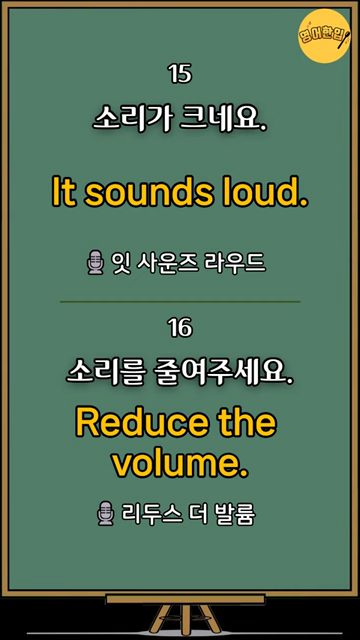 영어한입
15
소리가 크네요.
It sounds loud.
잇 사운즈 라우드
16
소리를 줄여주세요.
Reduce the
volume.
리두스 더 발륨